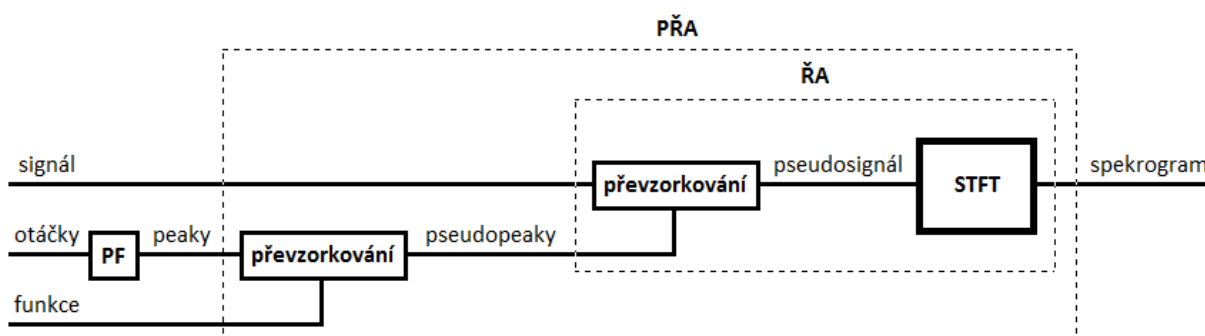 PŘA
ŘA
signál
převzorkování
pseudosignál
STFT
spekrogram
otáčky
PF
peaky
převzorkování
pseudopeaky
funkce